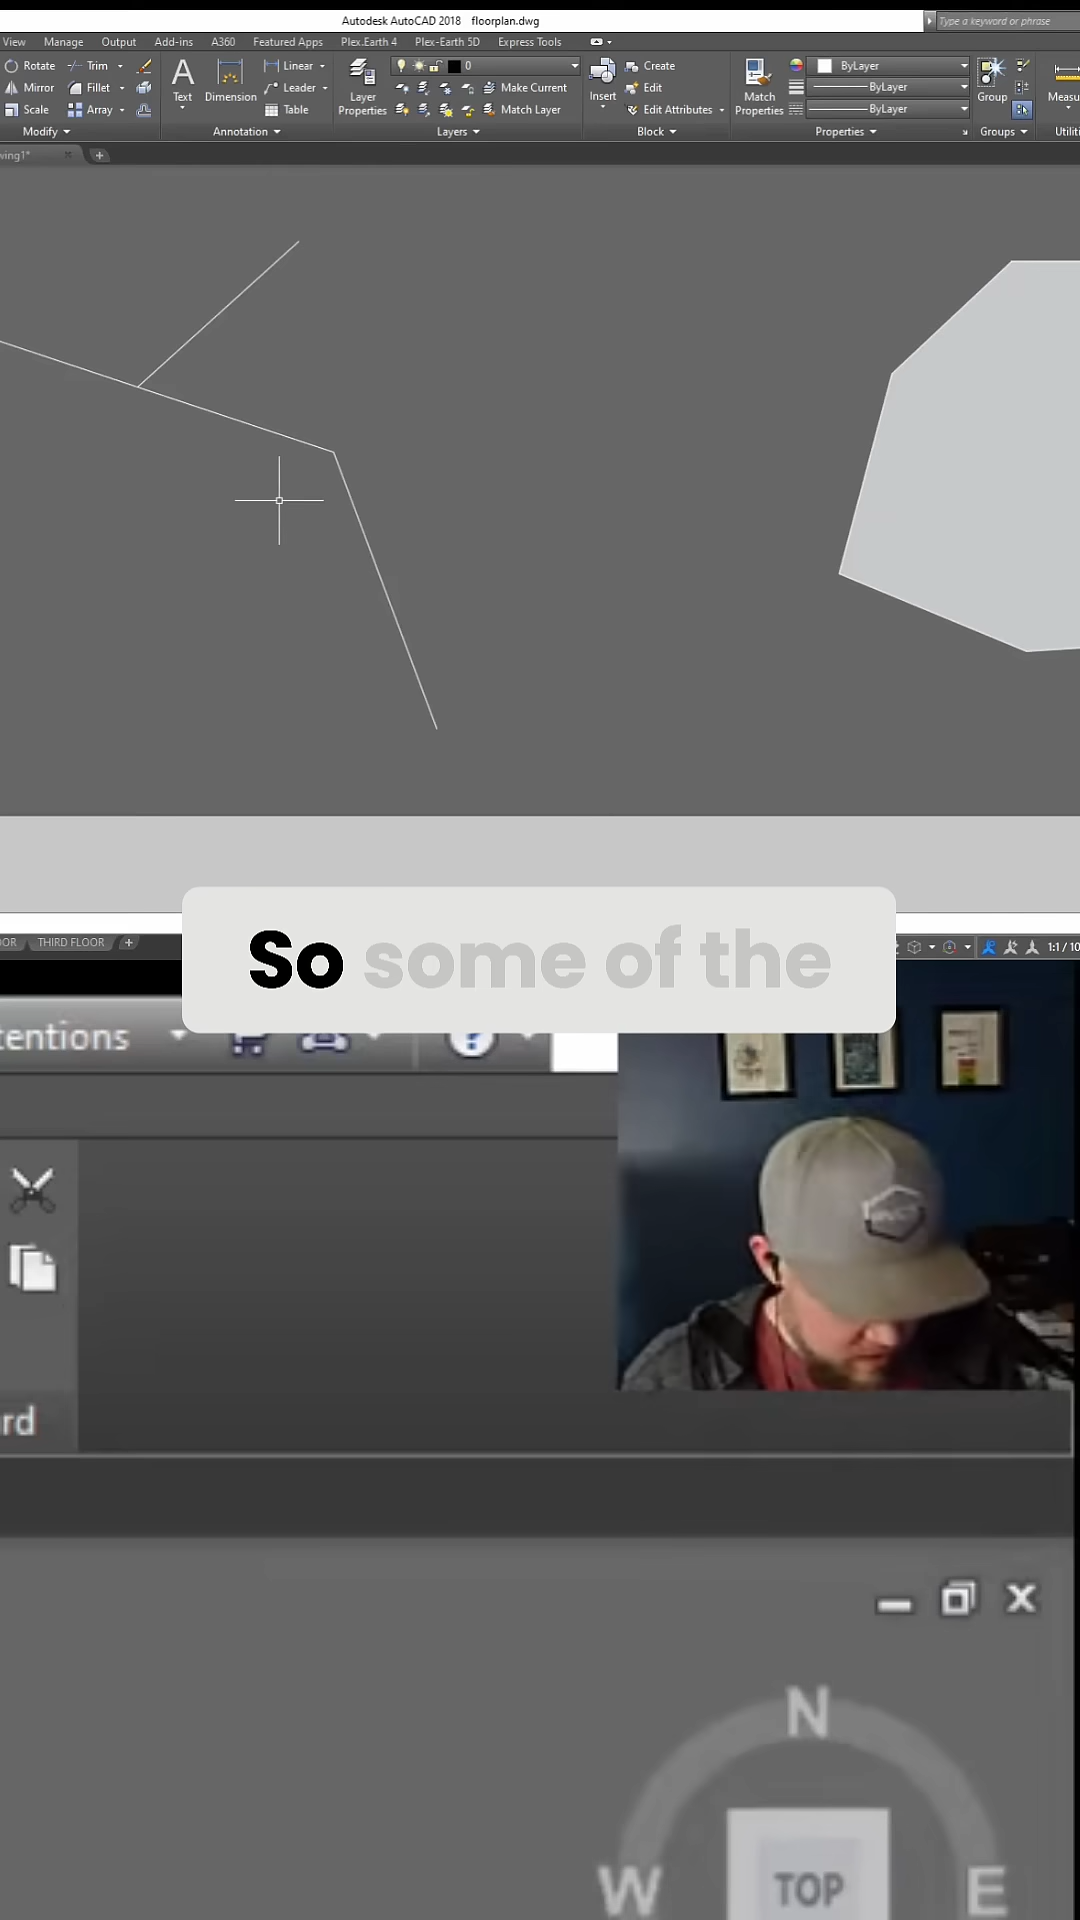 Autodesk AutoCAD 2018 floorplan.dwg
Type a keyword or phrase
View Manage Output Add-ins A360 Featured Apps Plex.Earth 4 Plex-Earth 5D Express Tools
Rotate Trim Linear 0 Create ByLayer
Mirror Fillet Leader Make Current Edit ByLayer
Scale Array Table Match Layer Edit Attributes ByLayer
Text Dimension Layer Properties Insert Match Properties Group Measu
Modify Annotation Layers Block Properties Groups Utiliti
wing1*
So some of the
OOR THIRD FLOOR 1:1 / 10
tentions
rd
N
W TOP E